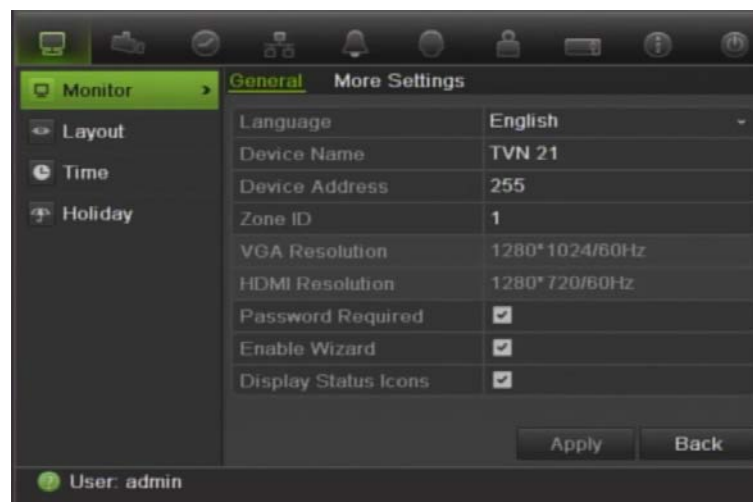 General More Settings
Monitor
Layout
Time
Holiday
Language English
Device Name TVN 21
Device Address 255
Zone ID 1
VGA Resolution 1280*1024/60Hz
HDMI Resolution 1280*720/60Hz
Password Required
Enable Wizard
Display Status Icons
Apply Back
User: admin